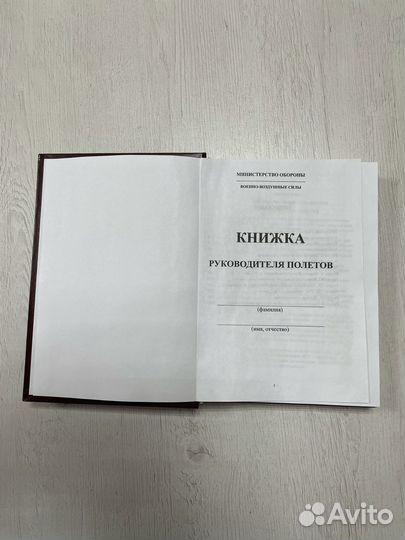 МИНИСТЕРСТВО ОБОРОНЫ
ВОЕННО-ВОЗДУШНЫЕ СИЛЫ
КНИЖКА
РУКОВОДИТЕЛЯ ПОЛЕТОВ
(фамилия)
(имя, отчество)
1
Avito